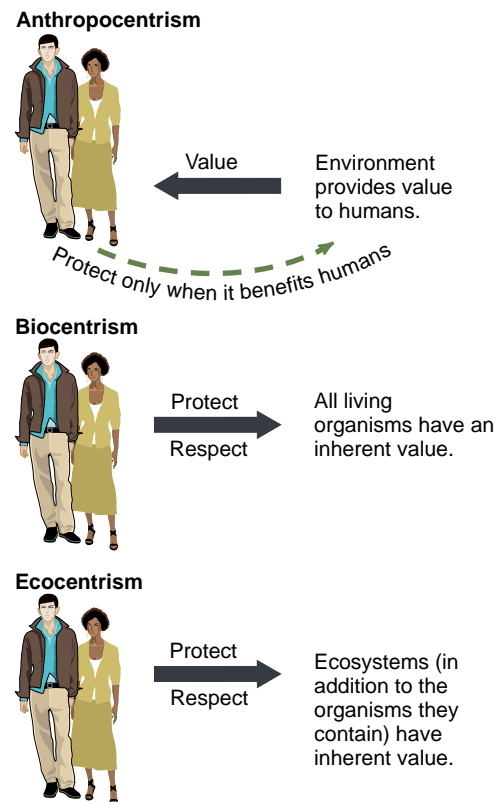 Anthropocentrism
Value
Environment
provides value
to humans.
Protect only when it benefits humans
Biocentrism
Protect
Respect
All living
organisms have an
inherent value.
Ecocentrism
Protect
Respect
Ecosystems (in
addition to the
organisms they
contain) have
inherent value.